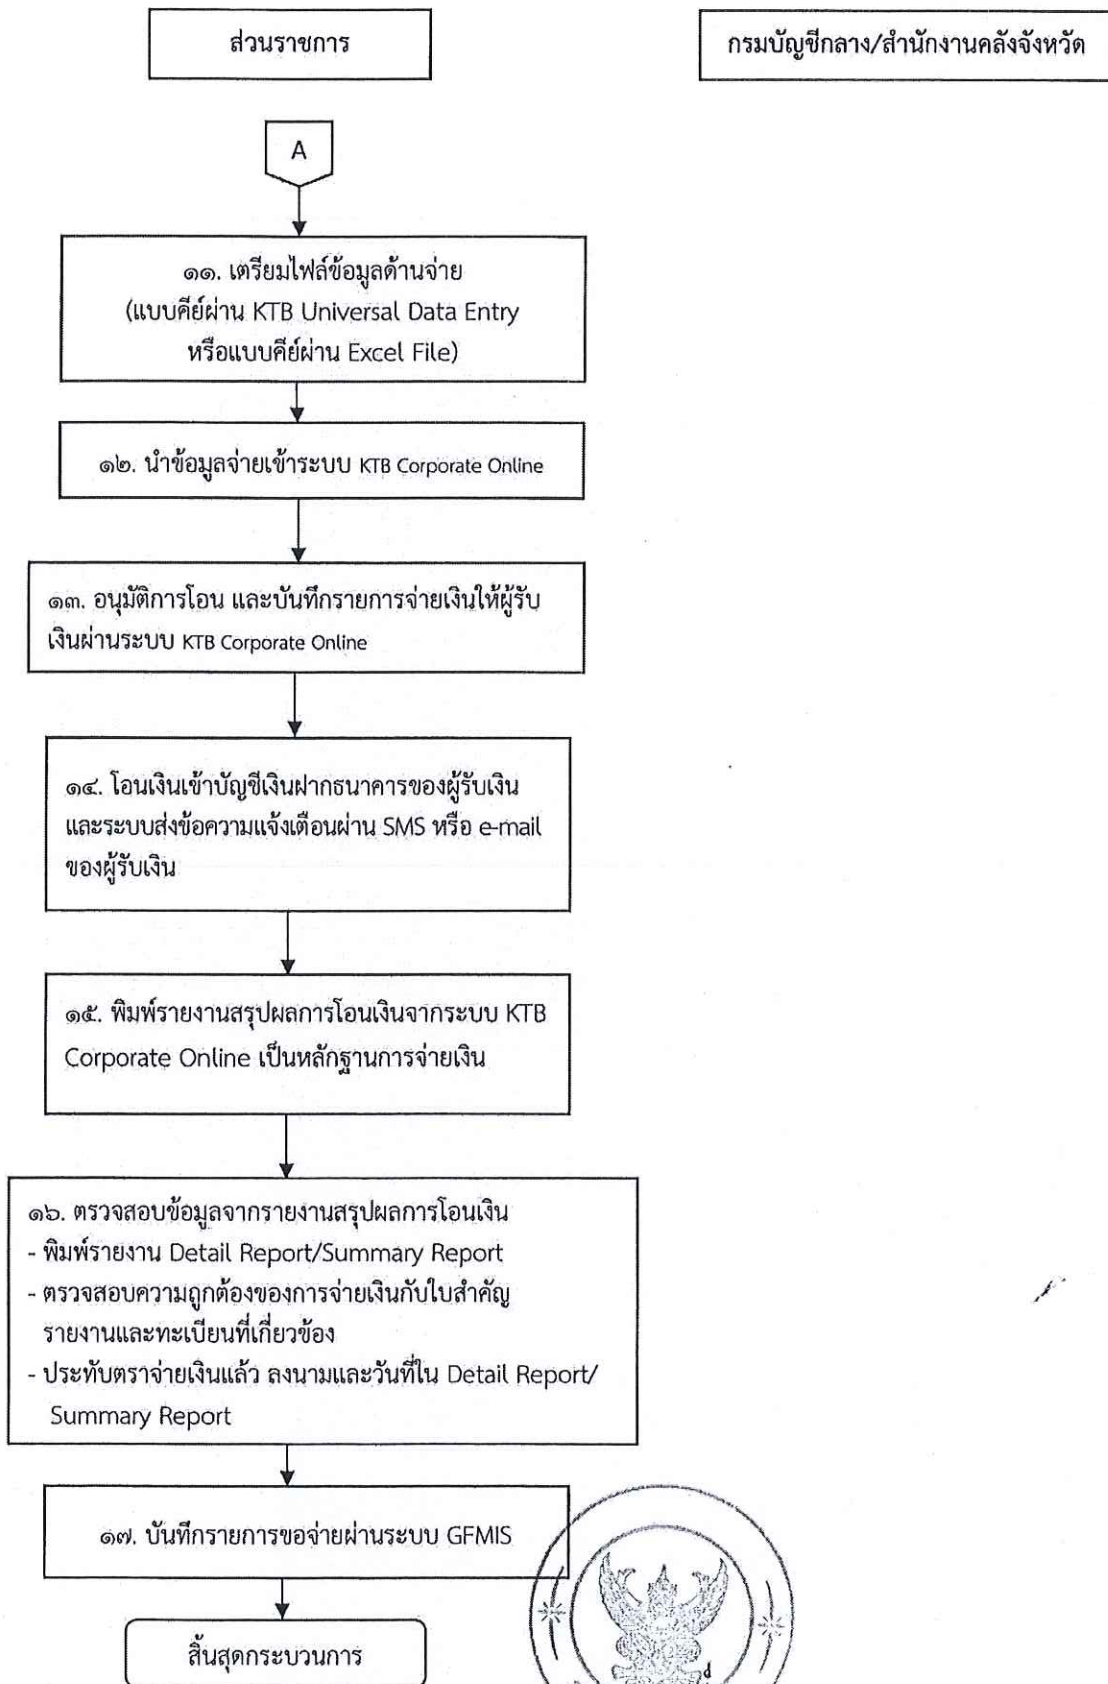 ส่วนราชการ
กรมบัญชีกลาง/สำนักงานคลังจังหวัด
A
๑๑. เตรียมไฟล์ข้อมูลด้านจ่าย
(แบบคีย์ผ่าน KTB Universal Data Entry
หรือแบบคีย์ผ่าน Excel File)
๑๒. นำข้อมูลจ่ายเข้าระบบ KTB Corporate Online
๑๓. อนุมัติการโอน และบันทึกรายการจ่ายเงินให้ผู้รับ
เงินผ่านระบบ KTB Corporate Online
๑๔. โอนเงินเข้าบัญชีเงินฝากธนาคารของผู้รับเงิน
และระบบส่งข้อความแจ้งเตือนผ่าน SMS หรือ e-mail
ของผู้รับเงิน
๑๕. พิมพ์รายงานสรุปผลการโอนเงินจากระบบ KTB
Corporate Online เป็นหลักฐานการจ่ายเงิน
๑๖. ตรวจสอบข้อมูลจากรายงานสรุปผลการโอนเงิน
- พิมพ์รายงาน Detail Report/Summary Report
- ตรวจสอบความถูกต้องของการจ่ายเงินกับใบสำคัญ
รายงานและทะเบียนที่เกี่ยวข้อง
- ประทับตราจ่ายเงินแล้ว ลงนามและวันที่ใน Detail Report/
Summary Report
๑๗. บันทึกรายการขอจ่ายผ่านระบบ GFMIS
สิ้นสุดกระบวนการ